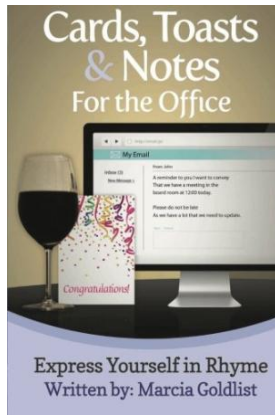 Cards, Toasts
& Notes
For the Office
My Email
From: John
Inbox (2)
A reminder to you I want to convey
That we have a meeting in the
board room at 12:00 today.
Please do not be late
As we have a lot that we need to update.
Congratulations!
Express Yourself in Rhyme
Written by: Marcia Goldlist